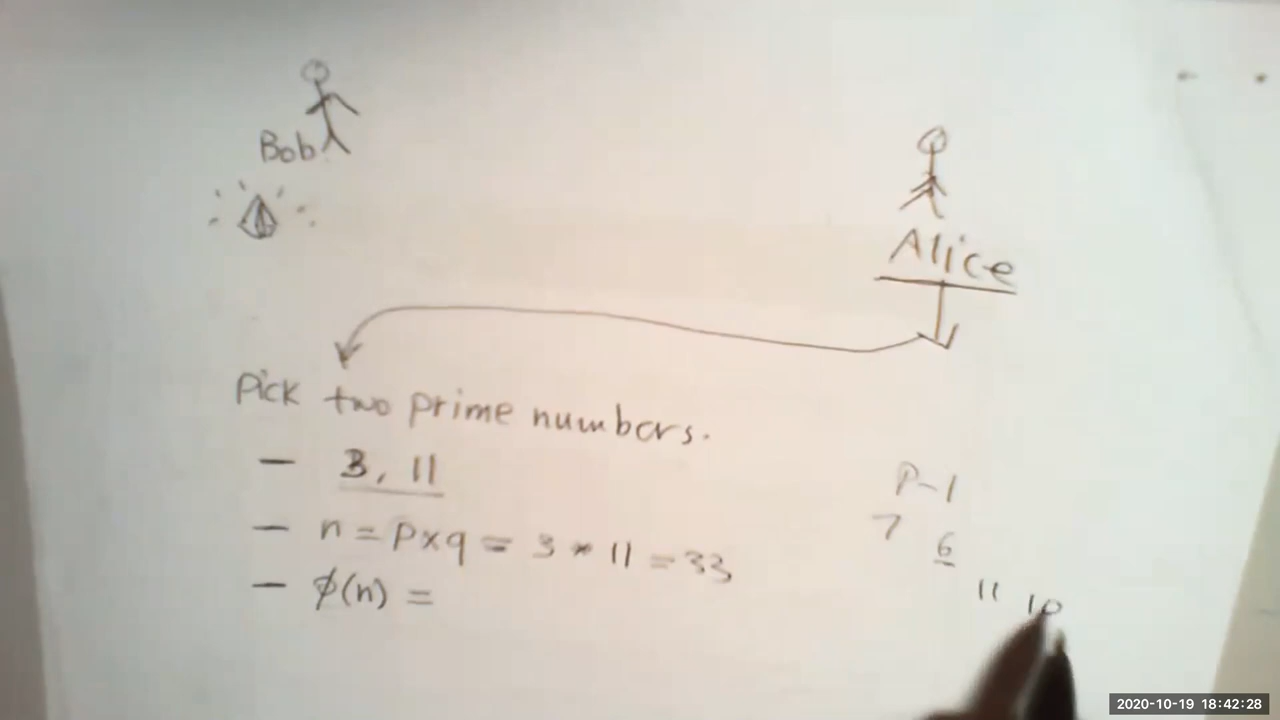 Bob
Alice
Pick two prime numbers.
— 3, 11
— n = p x q = 3 * 11 = 33
— ϕ(n) =
P-1
7 6
11 10
2020-10-19 18:42:28